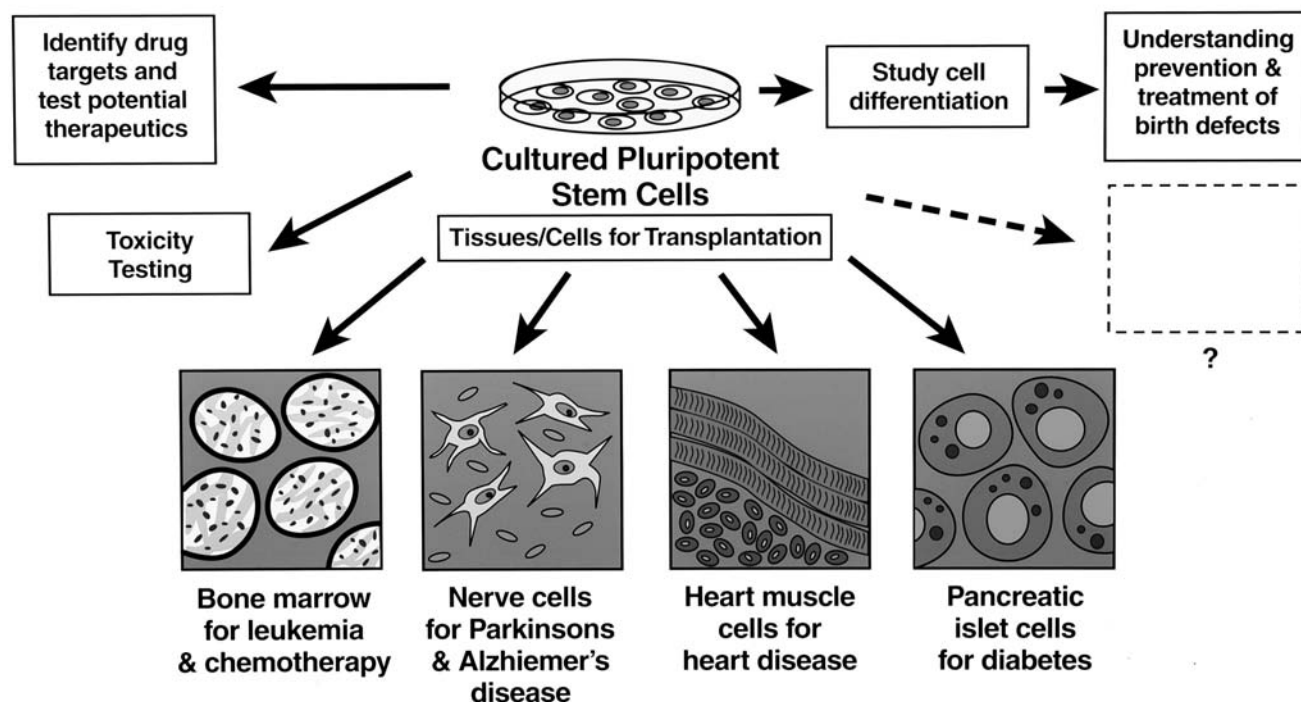 Identify drug
targets and
test potential
therapeutics
Study cell
differentiation
Understanding
prevention &
treatment of
birth defects
Cultured Pluripotent
Stem Cells
Toxicity
Testing
Tissues/Cells for Transplantation
?
Bone marrow
for leukemia
& chemotherapy
Nerve cells
for Parkinsons
& Alzhiemer's
disease
Heart muscle
cells for
heart disease
Pancreatic
islet cells
for diabetes